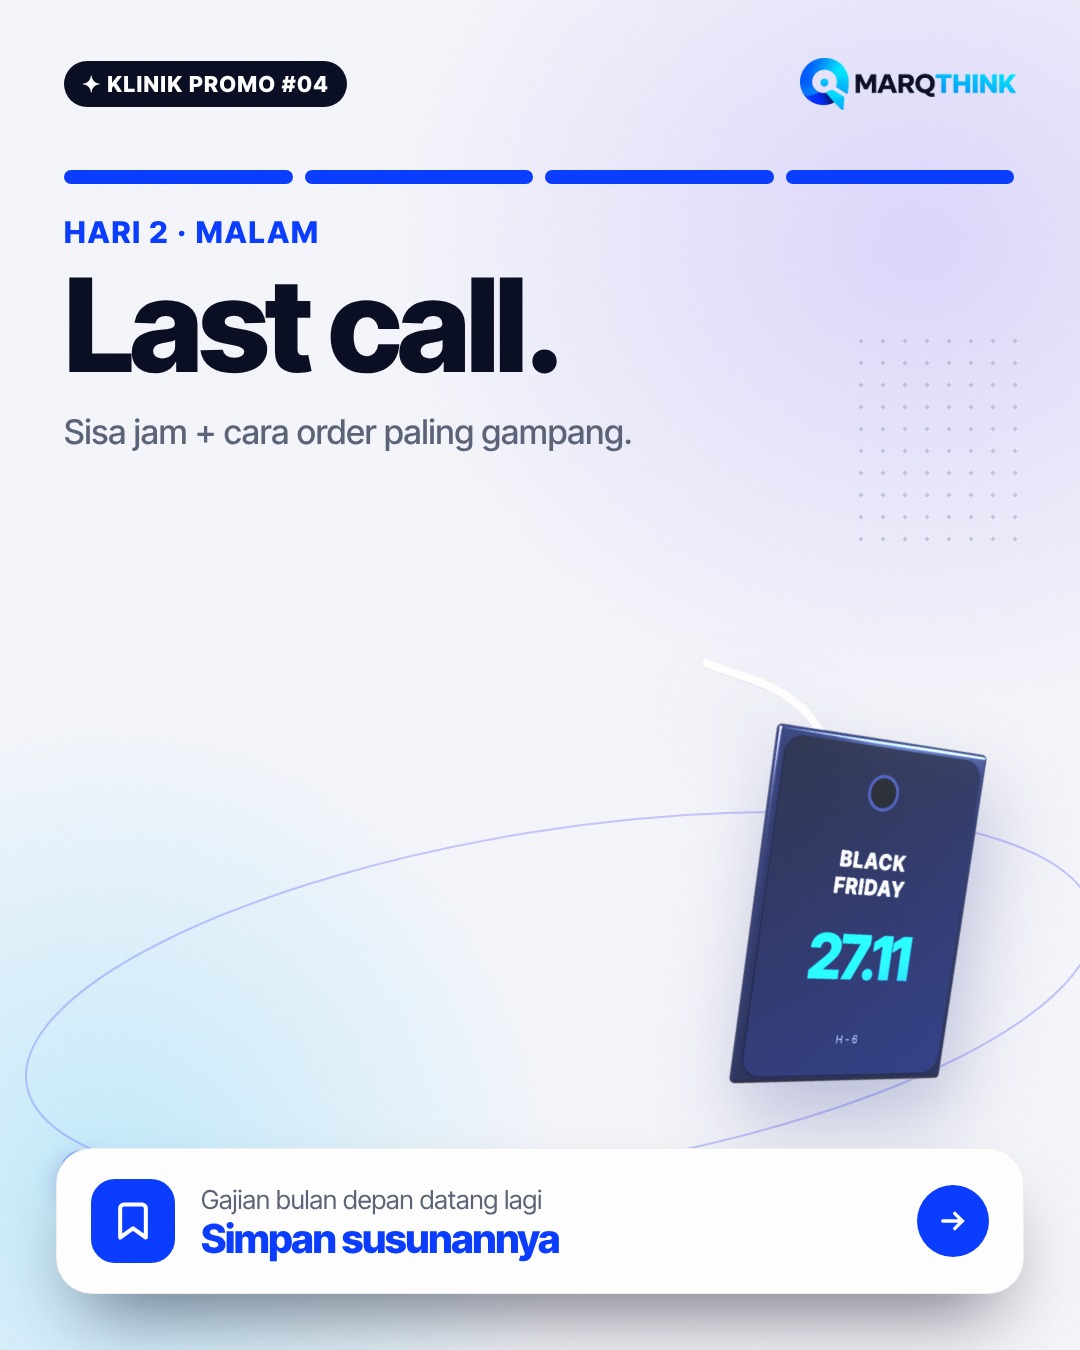 ✦ KLINIK PROMO #04
MARQTHINK
HARI 2 · MALAM
Last call.
Sisa jam + cara order paling gampang.
BLACK
FRIDAY
27.11
H-6
Gajian bulan depan datang lagi
Simpan susunannya